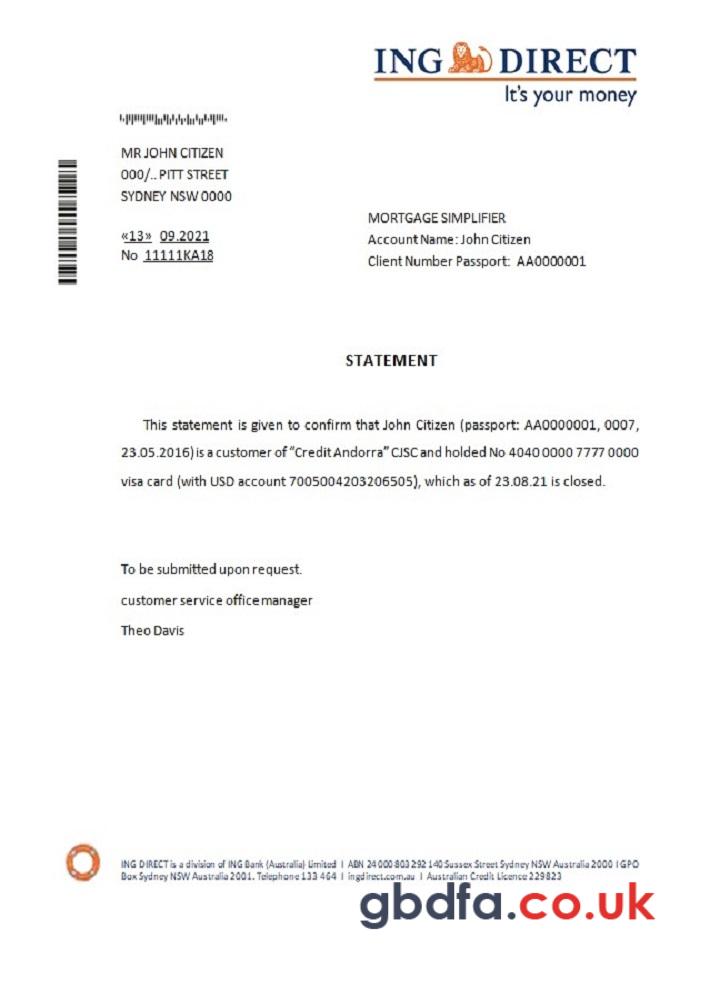 ING DIRECT
It's your money
MR JOHN CITIZEN
000/.. PITT STREET
SYDNEY NSW 0000
«13» 09.2021
No 11111KA18
MORTGAGE SIMPLIFIER
Account Name: John Citizen
Client Number Passport: AA0000001
STATEMENT
This statement is given to confirm that John Citizen (passport: AA0000001, 0007,
23.05.2016) is a customer of "Credit Andorra" CJSC and holded No 4040 0000 7777 0000
visa card (with USD account 7005004203206505), which as of 23.08.21 is closed.
To be submitted upon request.
customer service office manager
Theo Davis
ING DIRECT is a division of ING Bank (Australia) Limited | ABN 24 000 803 292 140 Sussex Street Sydney NSW Australia 2000 | GPO
Box Sydney NSW Australia 2001. Telephone 133 464 | ingdirect.com.au | Australian Credit Licence 229823
gbdfa.co.uk